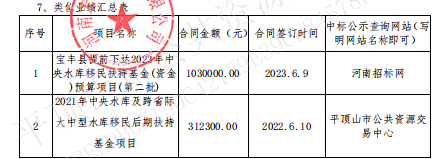 7、类似业绩汇总表
序号
项目名称
合同金额（元）
合同签订时间
中标公示查询网站(写
明网站名称即可)
1
宝丰县提前下达2023年中
央水库移民扶持基金(资金
)预算项目(第二批)
1030000.00
2023.6.9
河南招标网
2
2021年中央水库及跨省际
大中型水库移民后期扶持
基金项目
312300.00
2022.6.10
平顶山市公共资源交
易中心